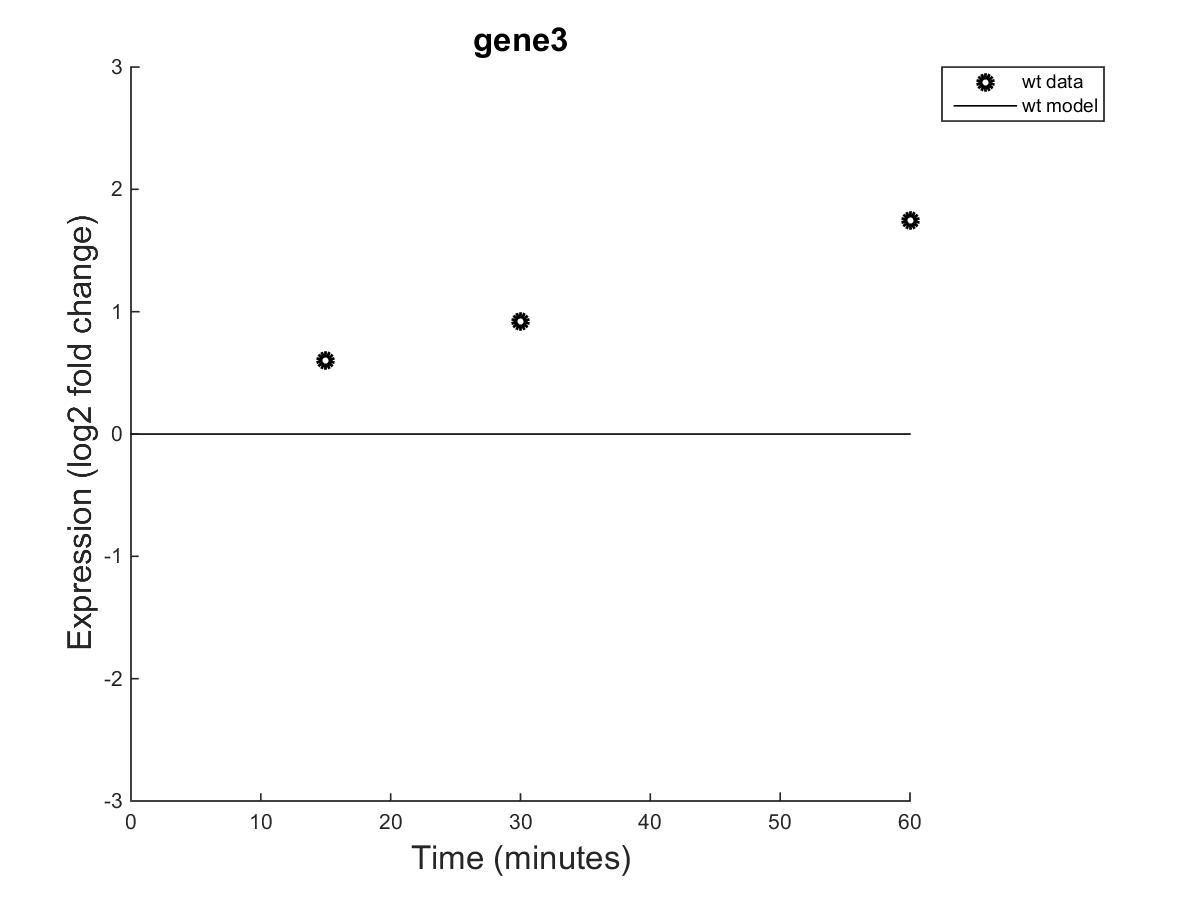 gene3
wt data
wt model
Expression (log2 fold change)
3
2
1
0
-1
-2
-3
0 10 20 30 40 50 60
Time (minutes)